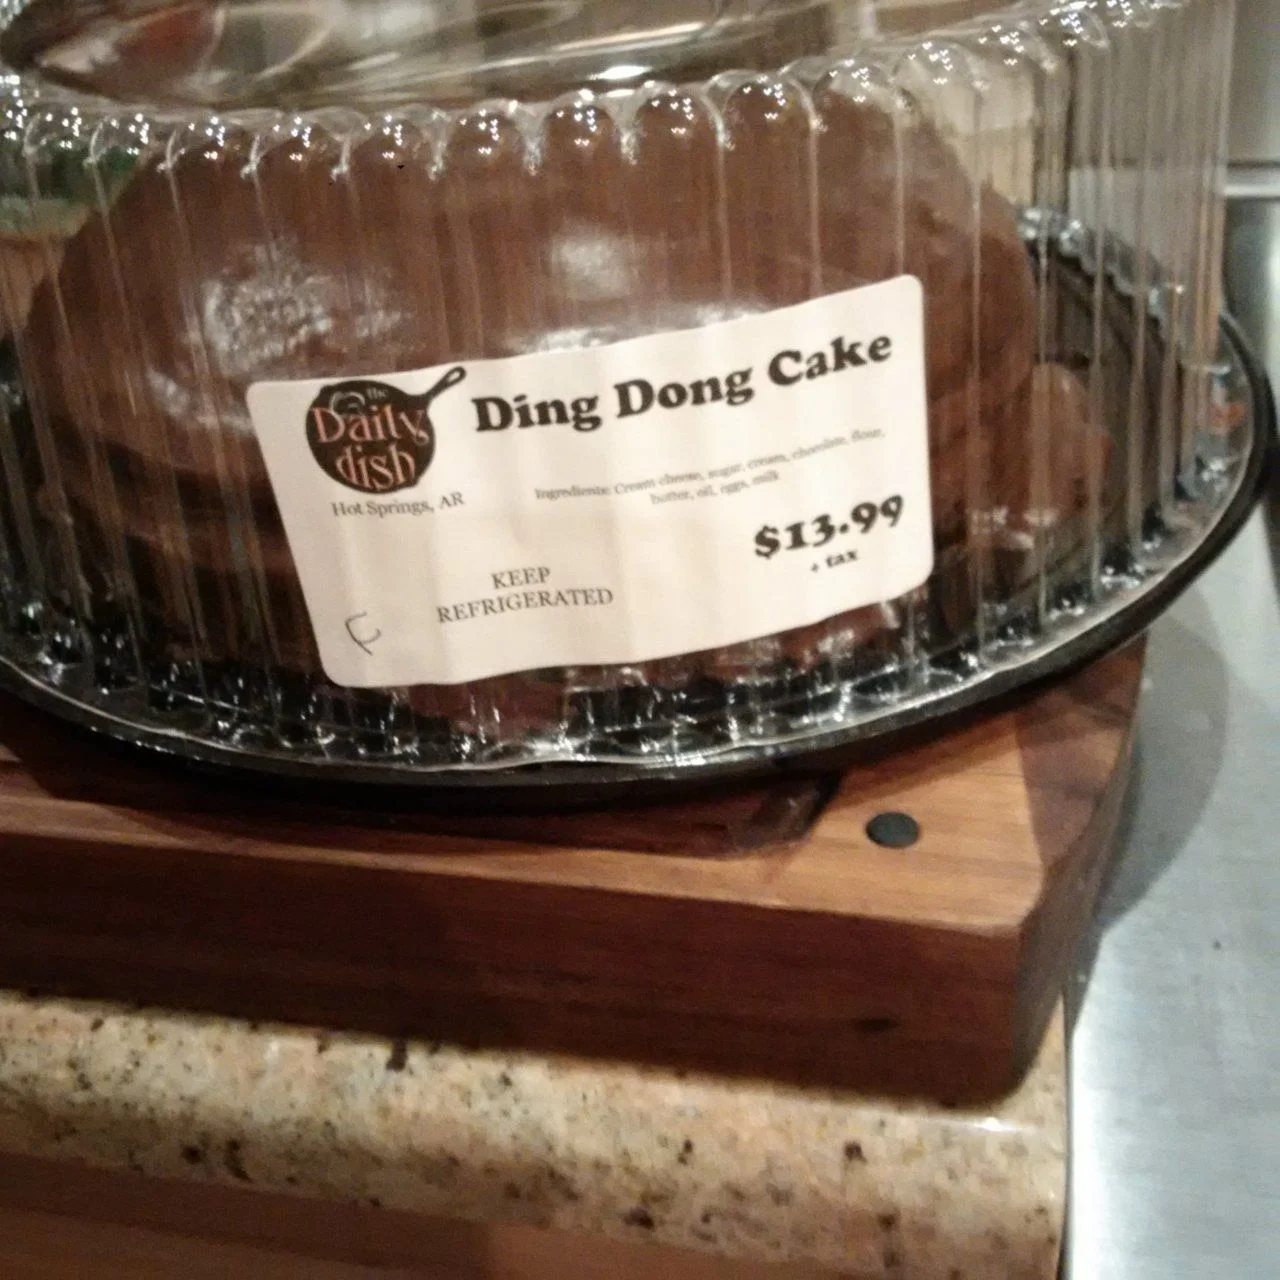 the
Daily
dish
Hot Springs, AR
Ding Dong Cake
Ingredients: Cream cheese, sugar, cream, chocolate, flour,
butter, oil, eggs, milk
$13.99
+ tax
KEEP
REFRIGERATED